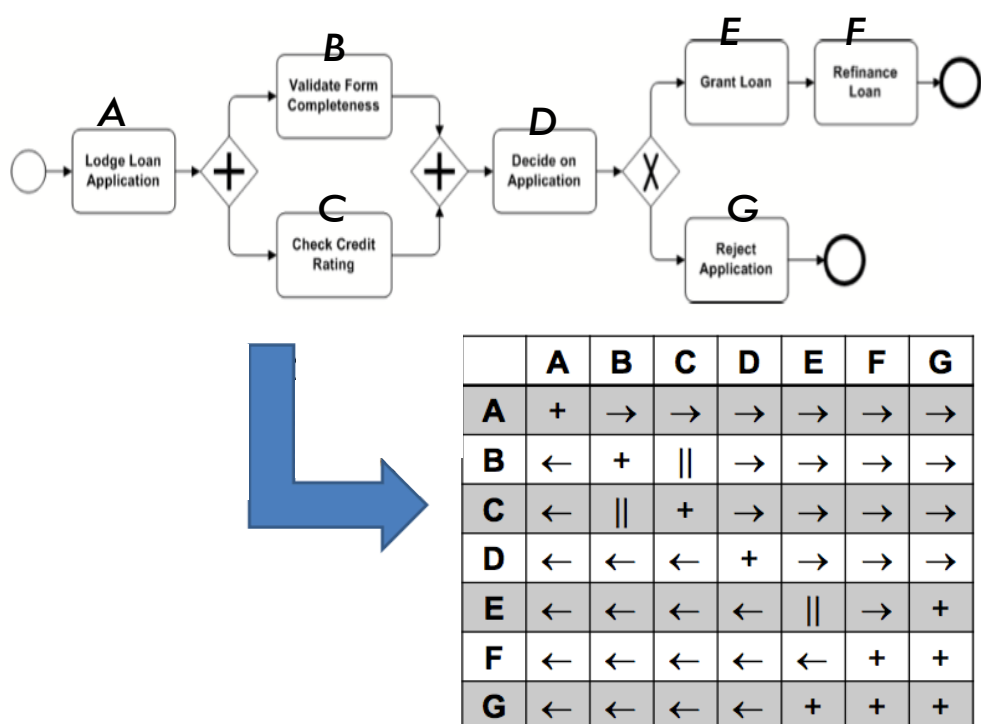 A
Lodge Loan
Application
B
Validate Form
Completeness
C
Check Credit
Rating
D
Decide on
Application
E
Grant Loan
F
Refinance
Loan
G
Reject
Application
A B C D E F G
A + → → → → → →
B ← + || → → → →
C ← || + → → → →
D ← ← ← + → → →
E ← ← ← ← || → +
F ← ← ← ← ← + +
G ← ← ← ← + + +